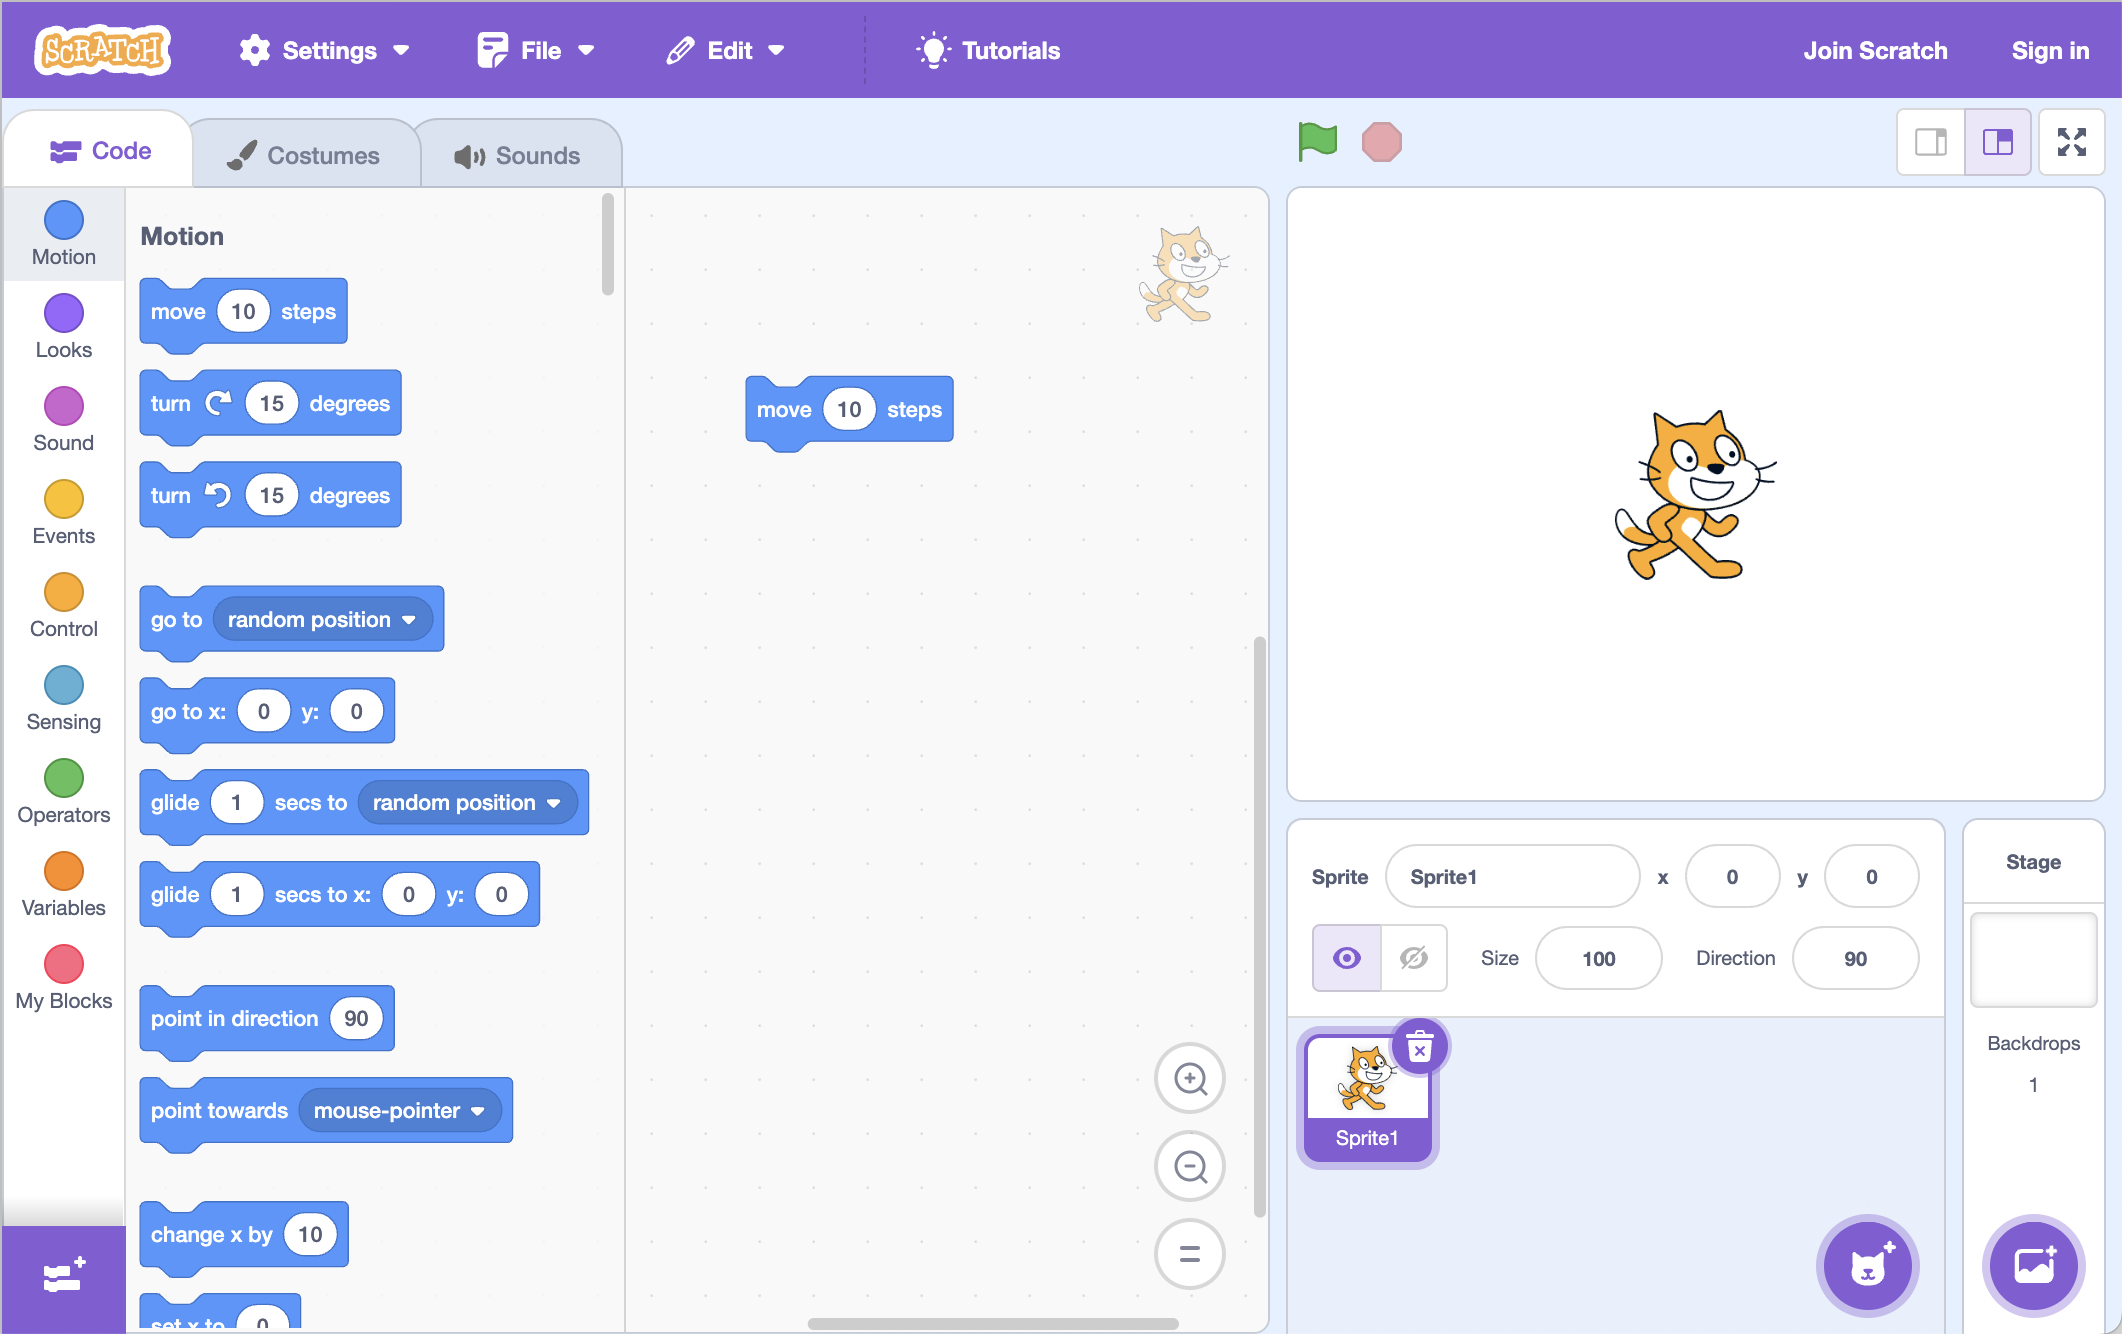 SCRATCH Settings File Edit Tutorials Join Scratch Sign in
Code Costumes Sounds
Motion
Looks
Sound
Events
Control
Sensing
Operators
Variables
My Blocks
Motion
move 10 steps
turn 15 degrees
turn 15 degrees
go to random position
go to x: 0 y: 0
glide 1 secs to random position
glide 1 secs to x: 0 y: 0
point in direction 90
point towards mouse-pointer
change x by 10
set x to 0
move 10 steps
Sprite Sprite1 x 0 y 0
Size 100 Direction 90
Sprite1
Stage
Backdrops
1